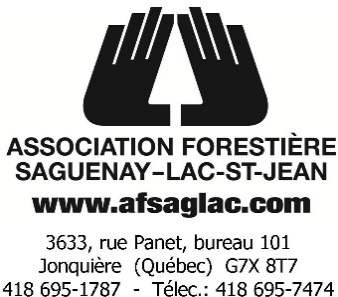 ASSOCIATION FORESTIÈRE
SAGUENAY–LAC-ST-JEAN
www.afsaglac.com
3633, rue Panet, bureau 101
Jonquière (Québec) G7X 8T7
418 695-1787 - Télec.: 418 695-7474